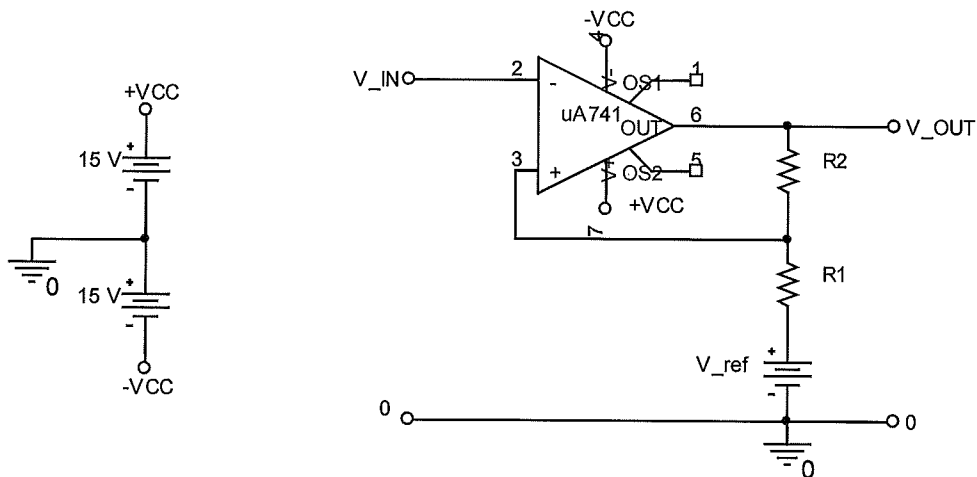 +VCC
15 V
+
-
0
15 V
+
-
-VCC
-VCC
4
V_IN
2
-
V-
OS1
1
uA741
OUT
6
V_OUT
3
+
V+
OS2
5
+VCC
7
R2
R1
V_ref
+
-
0
0
0